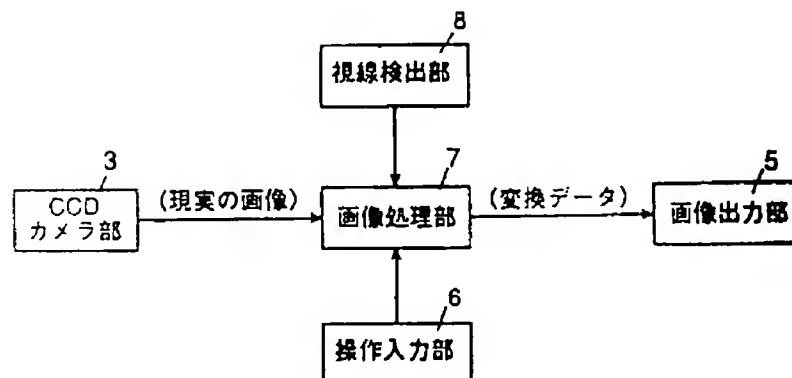 8
視線検出部
3
CCD
カメラ部
(現実の画像)
7
画像処理部
(変換データ)
5
画像出力部
6
操作入力部